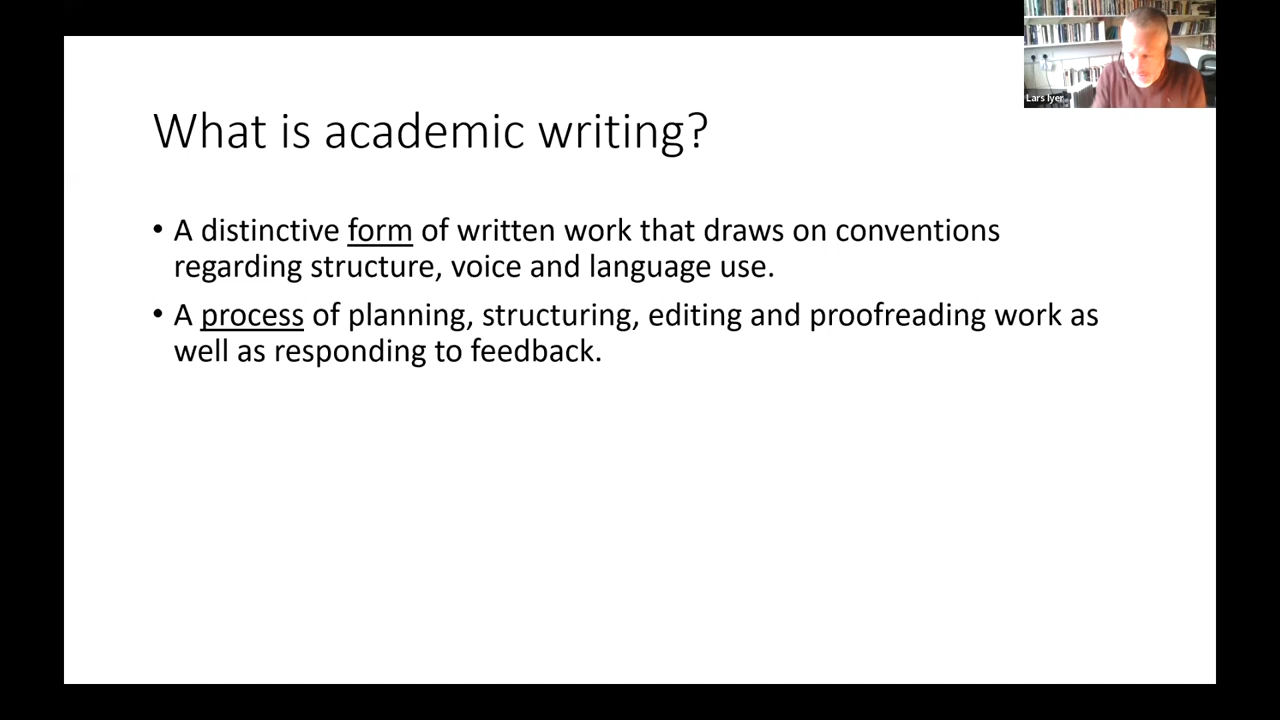 What is academic writing?
• A distinctive form of written work that draws on conventions
regarding structure, voice and language use.
• A process of planning, structuring, editing and proofreading work as
well as responding to feedback.
Lars Iyer